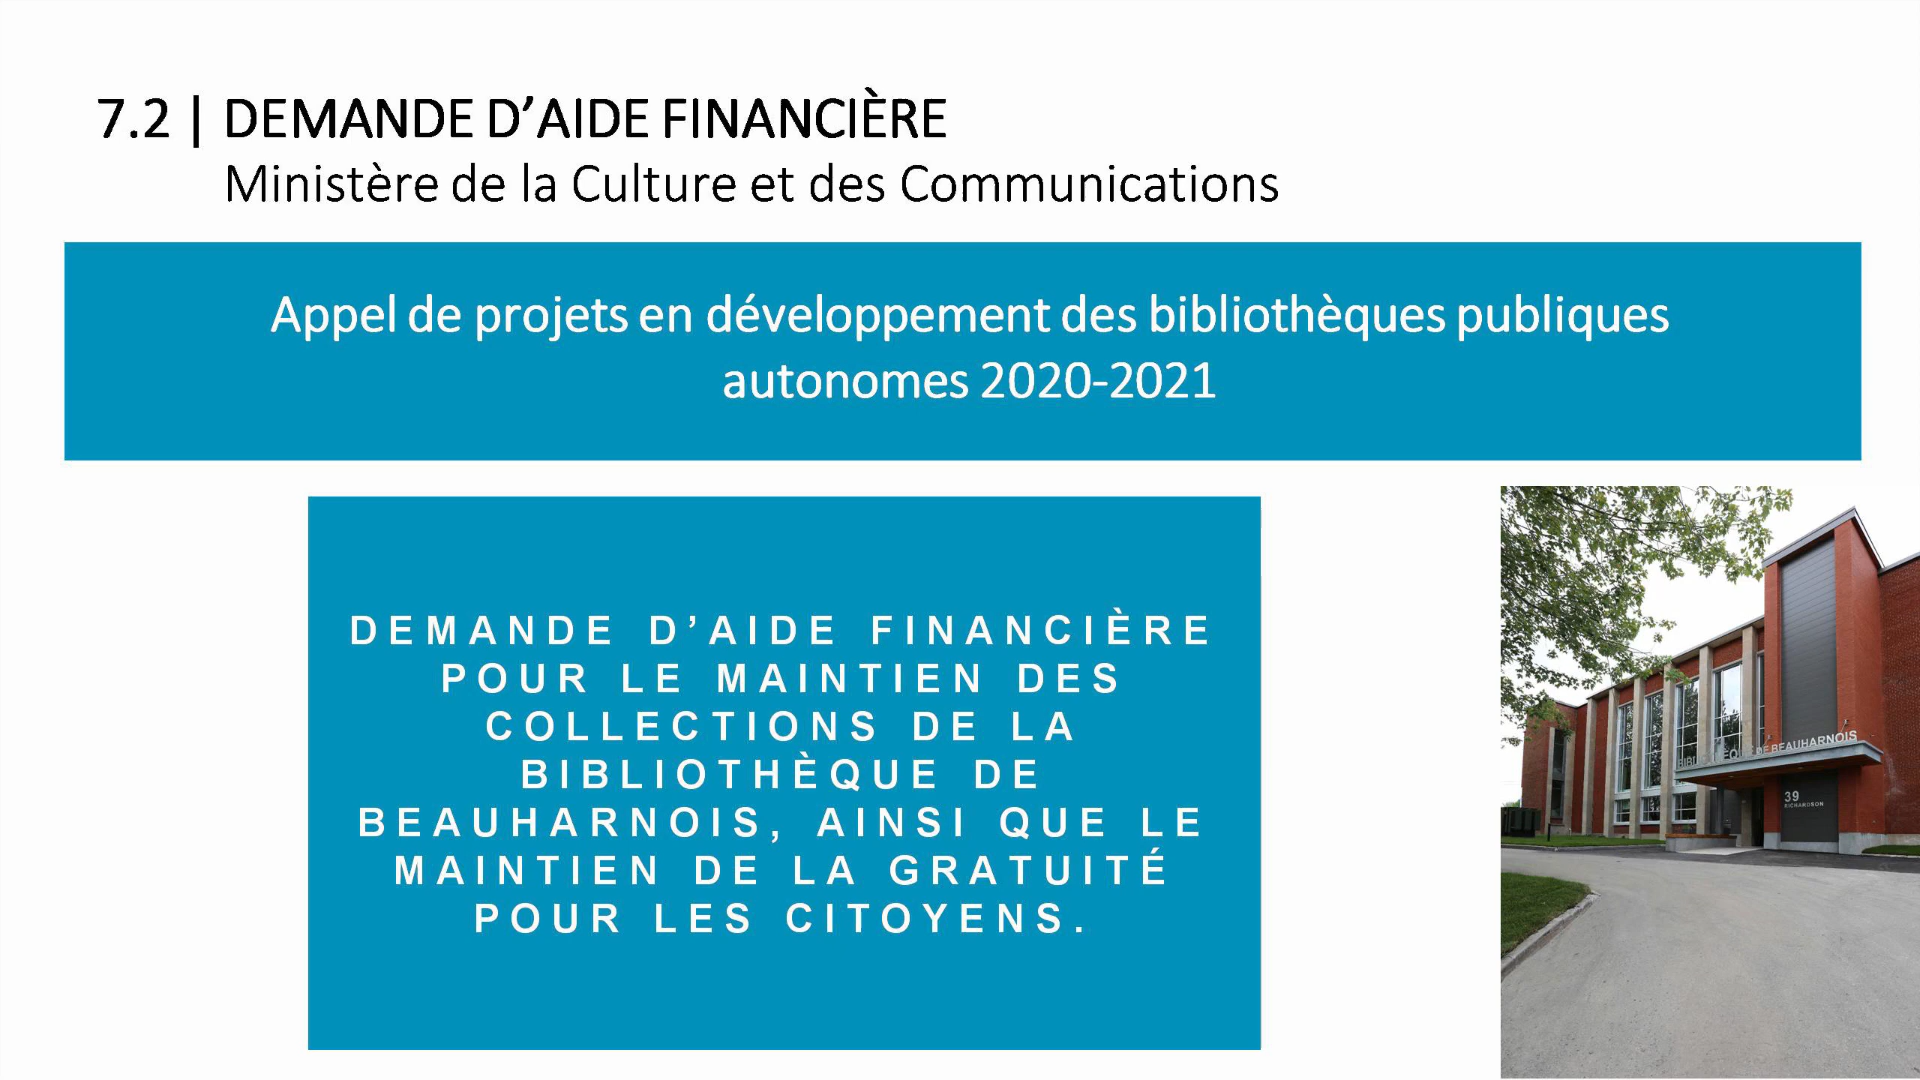 7.2 | DEMANDE D’AIDE FINANCIÈRE
Ministère de la Culture et des Communications
Appel de projets en développement des bibliothèques publiques
autonomes 2020-2021
DEMANDE D’AIDE FINANCIÈRE
POUR LE MAINTIEN DES
COLLECTIONS DE LA
BIBLIOTHÈQUE DE
BEAUHARNOIS, AINSI QUE LE
MAINTIEN DE LA GRATUITÉ
POUR LES CITOYENS.
DE BEAUHARNOIS
39
RICHARDSON